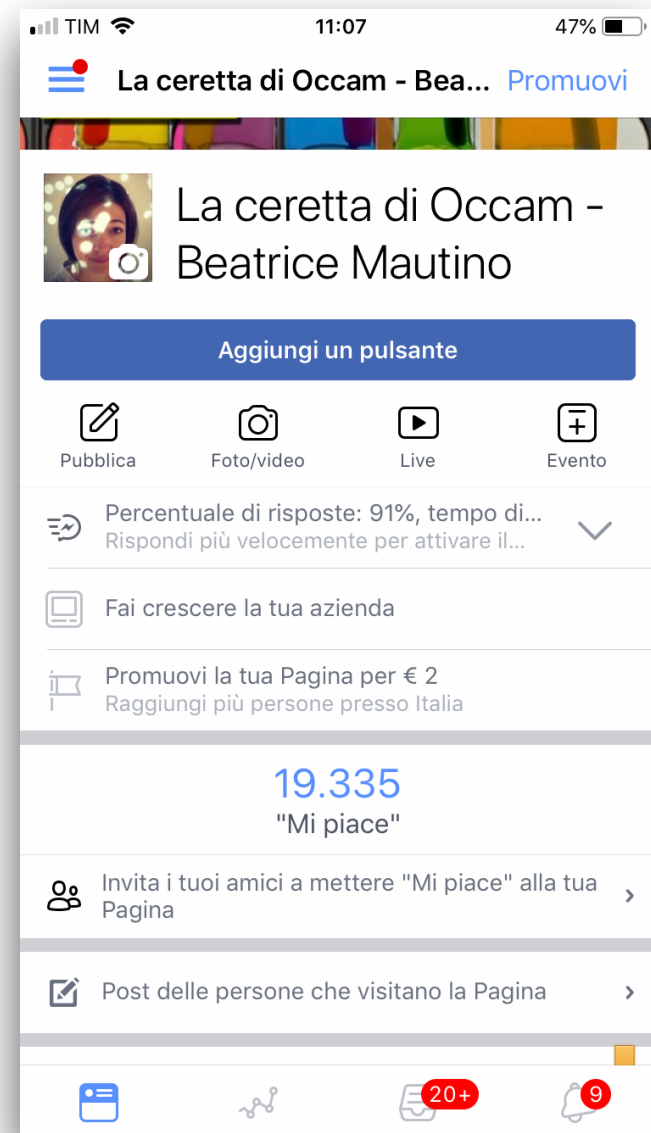 TIM 11:07 47%
La ceretta di Occam - Bea... Promuovi
La ceretta di Occam -
Beatrice Mautino
Aggiungi un pulsante
Pubblica Foto/video Live Evento
Percentuale di risposte: 91%, tempo di...
Rispondi più velocemente per attivare il...
Fai crescere la tua azienda
Promuovi la tua Pagina per € 2
Raggiungi più persone presso Italia
19.335
"Mi piace"
Invita i tuoi amici a mettere "Mi piace" alla tua
Pagina
Post delle persone che visitano la Pagina
20+ 9